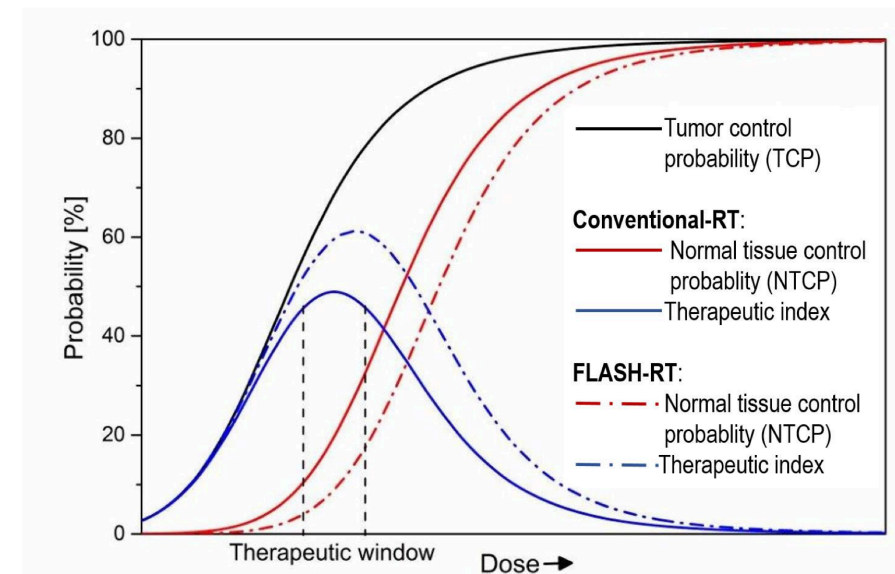 100
80
60
40
20
0
Probability [%]
Tumor control
probability (TCP)
Conventional-RT:
Normal tissue control
probablity (NTCP)
Therapeutic index
FLASH-RT:
Normal tissue control
probablity (NTCP)
Therapeutic index
Therapeutic window
Dose→